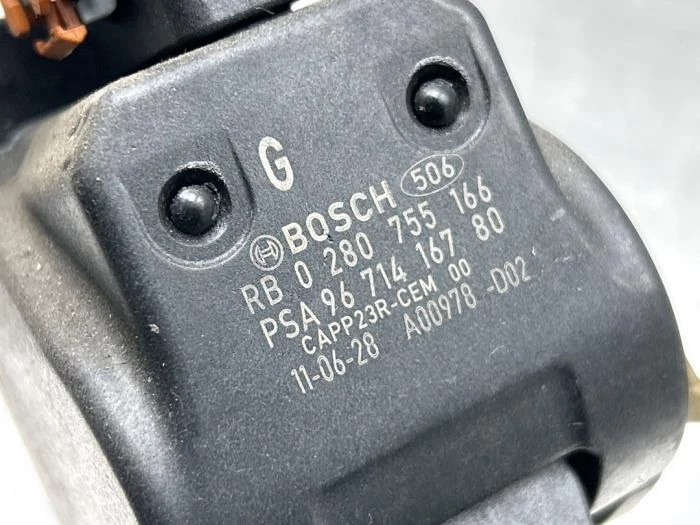 G
BOSCH 506
RB 0 280 755 166
PSA 96 714 167 80
CAPP23R-CEM 00
11-06-28 A00978 -D02